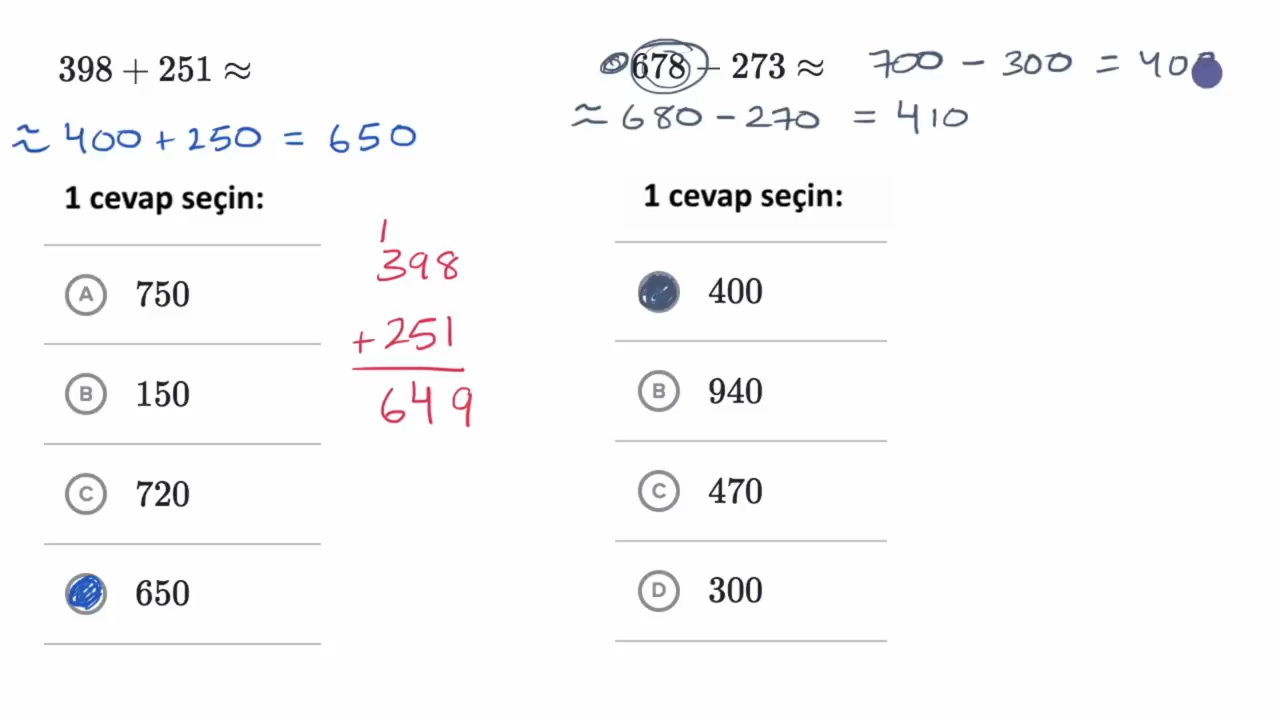 398 + 251 ≈
≈ 400 + 250 = 650
1 cevap seçin:
A 750
B 150
C 720
650
1
398
+ 251
649
678 - 273 ≈ 700 - 300 = 400
≈ 680 - 270 = 410
1 cevap seçin:
400
B 940
C 470
D 300